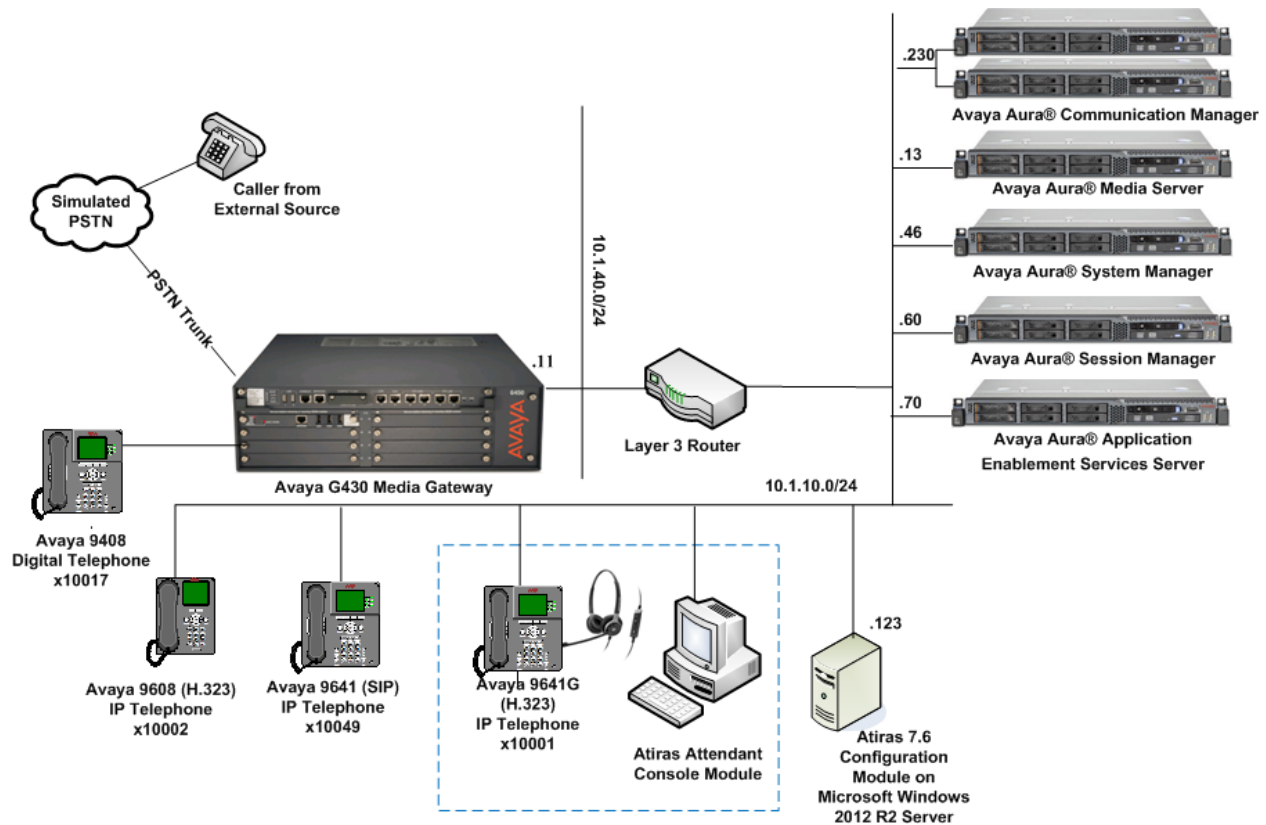 .230
Avaya Aura® Communication Manager
.13
Avaya Aura® Media Server
.46
Avaya Aura® System Manager
.60
Avaya Aura® Session Manager
.70
Avaya Aura® Application
Enablement Services Server
Caller from
External Source
Simulated
PSTN
PSTN Trunk
10.1.40.0/24
.11
AVAYA
Layer 3 Router
Avaya G430 Media Gateway
10.1.10.0/24
Avaya 9408
Digital Telephone
x10017
Avaya 9608 (H.323)
IP Telephone
x10002
Avaya 9641 (SIP)
IP Telephone
x10049
Avaya 9641G
(H.323)
IP Telephone
x10001
Atiras Attendant
Console Module
.123
Atiras 7.6
Configuration
Module on
Microsoft Windows
2012 R2 Server